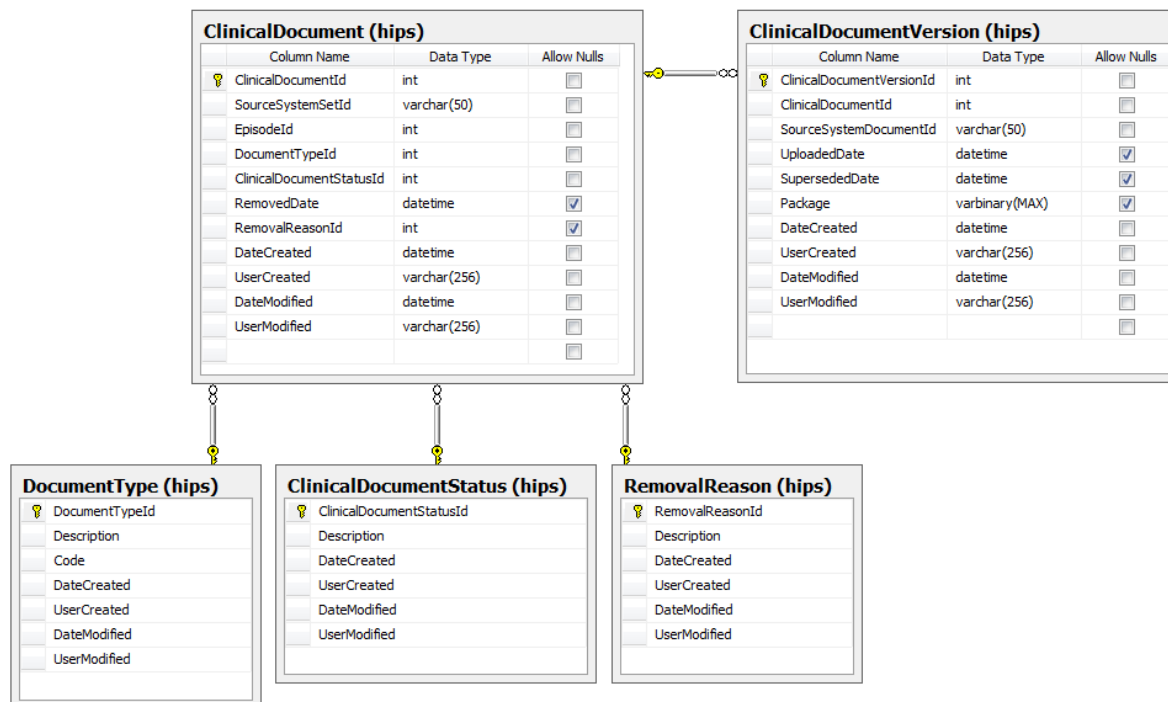 ClinicalDocument (hips)
Column Name Data Type Allow Nulls
ClinicalDocumentId int
SourceSystemSetId varchar(50)
EpisodeId int
DocumentTypeId int
ClinicalDocumentStatusId int
RemovedDate datetime
RemovalReasonId int
DateCreated datetime
UserCreated varchar(256)
DateModified datetime
UserModified varchar(256)
ClinicalDocumentVersion (hips)
Column Name Data Type Allow Nulls
ClinicalDocumentVersionId int
ClinicalDocumentId int
SourceSystemDocumentId varchar(50)
UploadedDate datetime
SupersededDate datetime
Package varbinary(MAX)
DateCreated datetime
UserCreated varchar(256)
DateModified datetime
UserModified varchar(256)
DocumentType (hips)
DocumentTypeId
Description
Code
DateCreated
UserCreated
DateModified
UserModified
ClinicalDocumentStatus (hips)
ClinicalDocumentStatusId
Description
DateCreated
UserCreated
DateModified
UserModified
RemovalReason (hips)
RemovalReasonId
Description
DateCreated
UserCreated
DateModified
UserModified